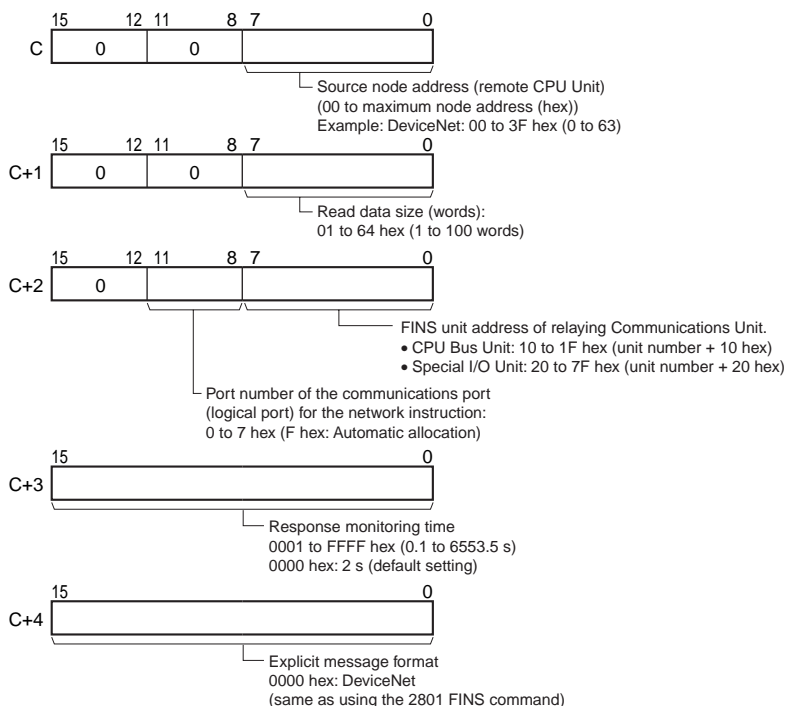 15 12 11 8 7 0
C 0 0
Source node address (remote CPU Unit)
(00 to maximum node address (hex))
Example: DeviceNet: 00 to 3F hex (0 to 63)
15 12 11 8 7 0
C+1 0 0
Read data size (words):
01 to 64 hex (1 to 100 words)
15 12 11 8 7 0
C+2 0
FINS unit address of relaying Communications Unit.
• CPU Bus Unit: 10 to 1F hex (unit number + 10 hex)
• Special I/O Unit: 20 to 7F hex (unit number + 20 hex)
Port number of the communications port
(logical port) for the network instruction:
0 to 7 hex (F hex: Automatic allocation)
15 0
C+3
Response monitoring time
0001 to FFFF hex (0.1 to 6553.5 s)
0000 hex: 2 s (default setting)
15 0
C+4
Explicit message format
0000 hex: DeviceNet
(same as using the 2801 FINS command)